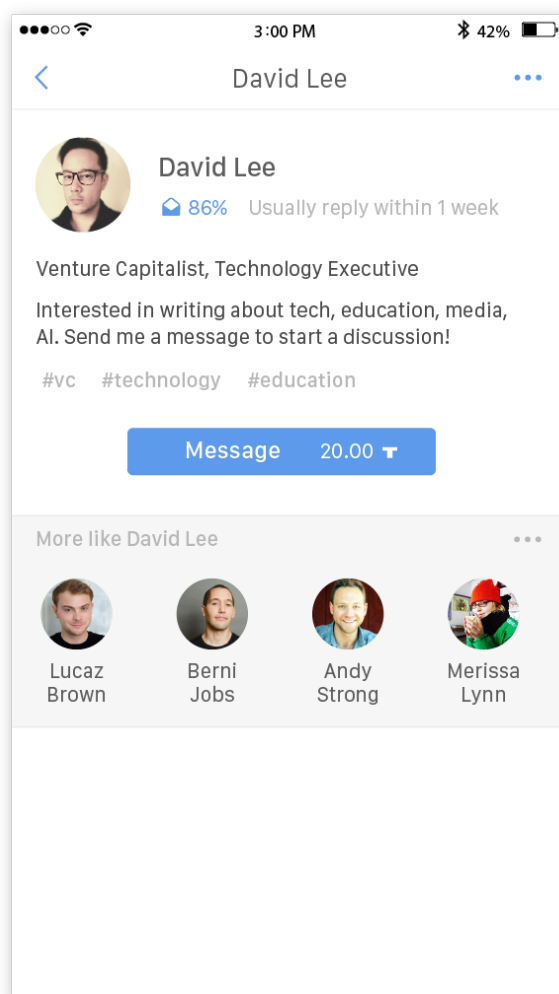 3:00 PM 42%
David Lee
David Lee
86% Usually reply within 1 week
Venture Capitalist, Technology Executive
Interested in writing about tech, education, media,
AI. Send me a message to start a discussion!
#vc #technology #education
Message 20.00 T
More like David Lee
Lucaz Berni Andy Merissa
Brown Jobs Strong Lynn